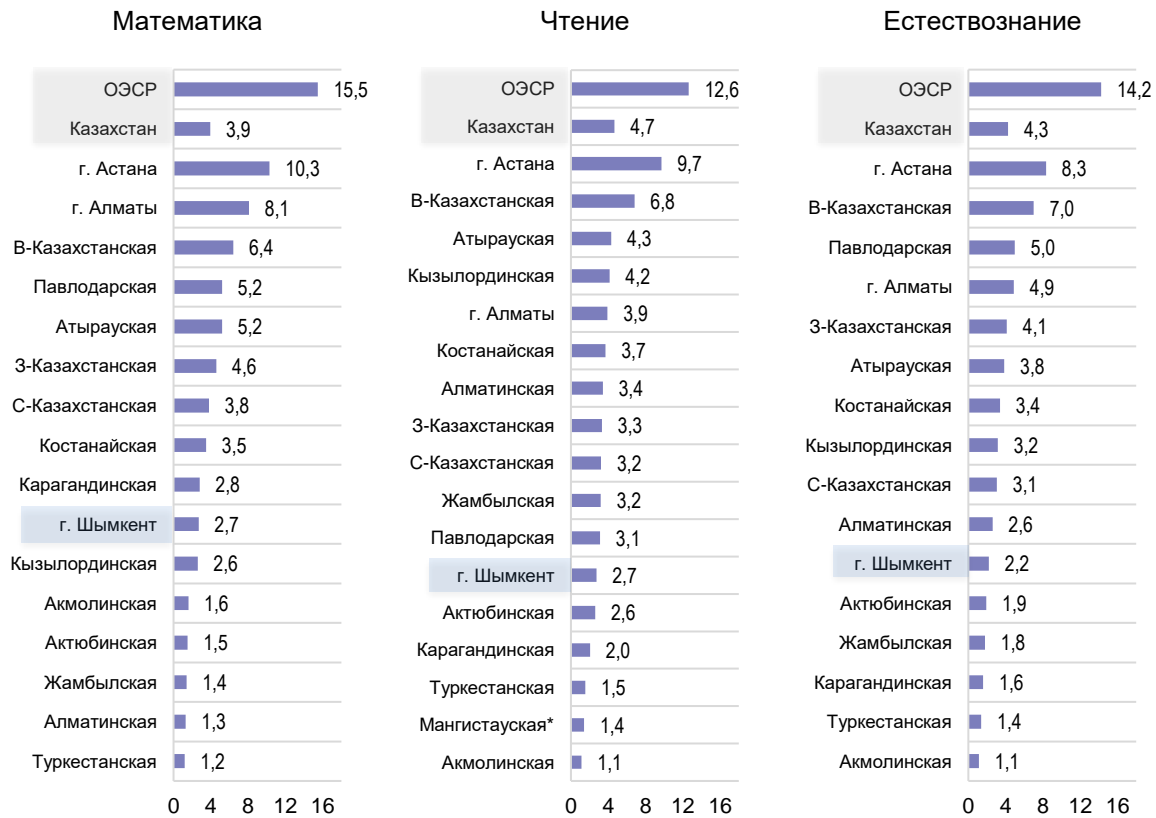 Математика
ОЭСР 15,5
Казахстан 3,9
г. Астана 10,3
г. Алматы 8,1
В-Казахстанская 6,4
Павлодарская 5,2
Атырауская 5,2
З-Казахстанская 4,6
С-Казахстанская 3,8
Костанайская 3,5
Карагандинская 2,8
г. Шымкент 2,7
Кызылординская 2,6
Акмолинская 1,6
Актюбинская 1,5
Жамбылская 1,4
Алматинская 1,3
Туркестанская 1,2
0 4 8 12 16
Чтение
ОЭСР 12,6
Казахстан 4,7
г. Астана 9,7
В-Казахстанская 6,8
Атырауская 4,3
Кызылординская 4,2
г. Алматы 3,9
Костанайская 3,7
Алматинская 3,4
З-Казахстанская 3,3
С-Казахстанская 3,2
Жамбылская 3,2
Павлодарская 3,1
г. Шымкент 2,7
Актюбинская 2,6
Карагандинская 2,0
Туркестанская 1,5
Мангистауская* 1,4
Акмолинская 1,1
0 4 8 12 16
Естествознание
ОЭСР 14,2
Казахстан 4,3
г. Астана 8,3
В-Казахстанская 7,0
Павлодарская 5,0
г. Алматы 4,9
З-Казахстанская 4,1
Атырауская 3,8
Костанайская 3,4
Кызылординская 3,2
С-Казахстанская 3,1
Алматинская 2,6
г. Шымкент 2,2
Актюбинская 1,9
Жамбылская 1,8
Карагандинская 1,6
Туркестанская 1,4
Акмолинская 1,1
0 4 8 12 16